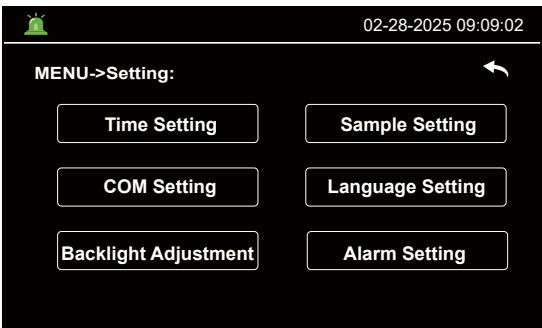 02-28-2025 09:09:02
MENU->Setting:
Time Setting
Sample Setting
COM Setting
Language Setting
Backlight Adjustment
Alarm Setting